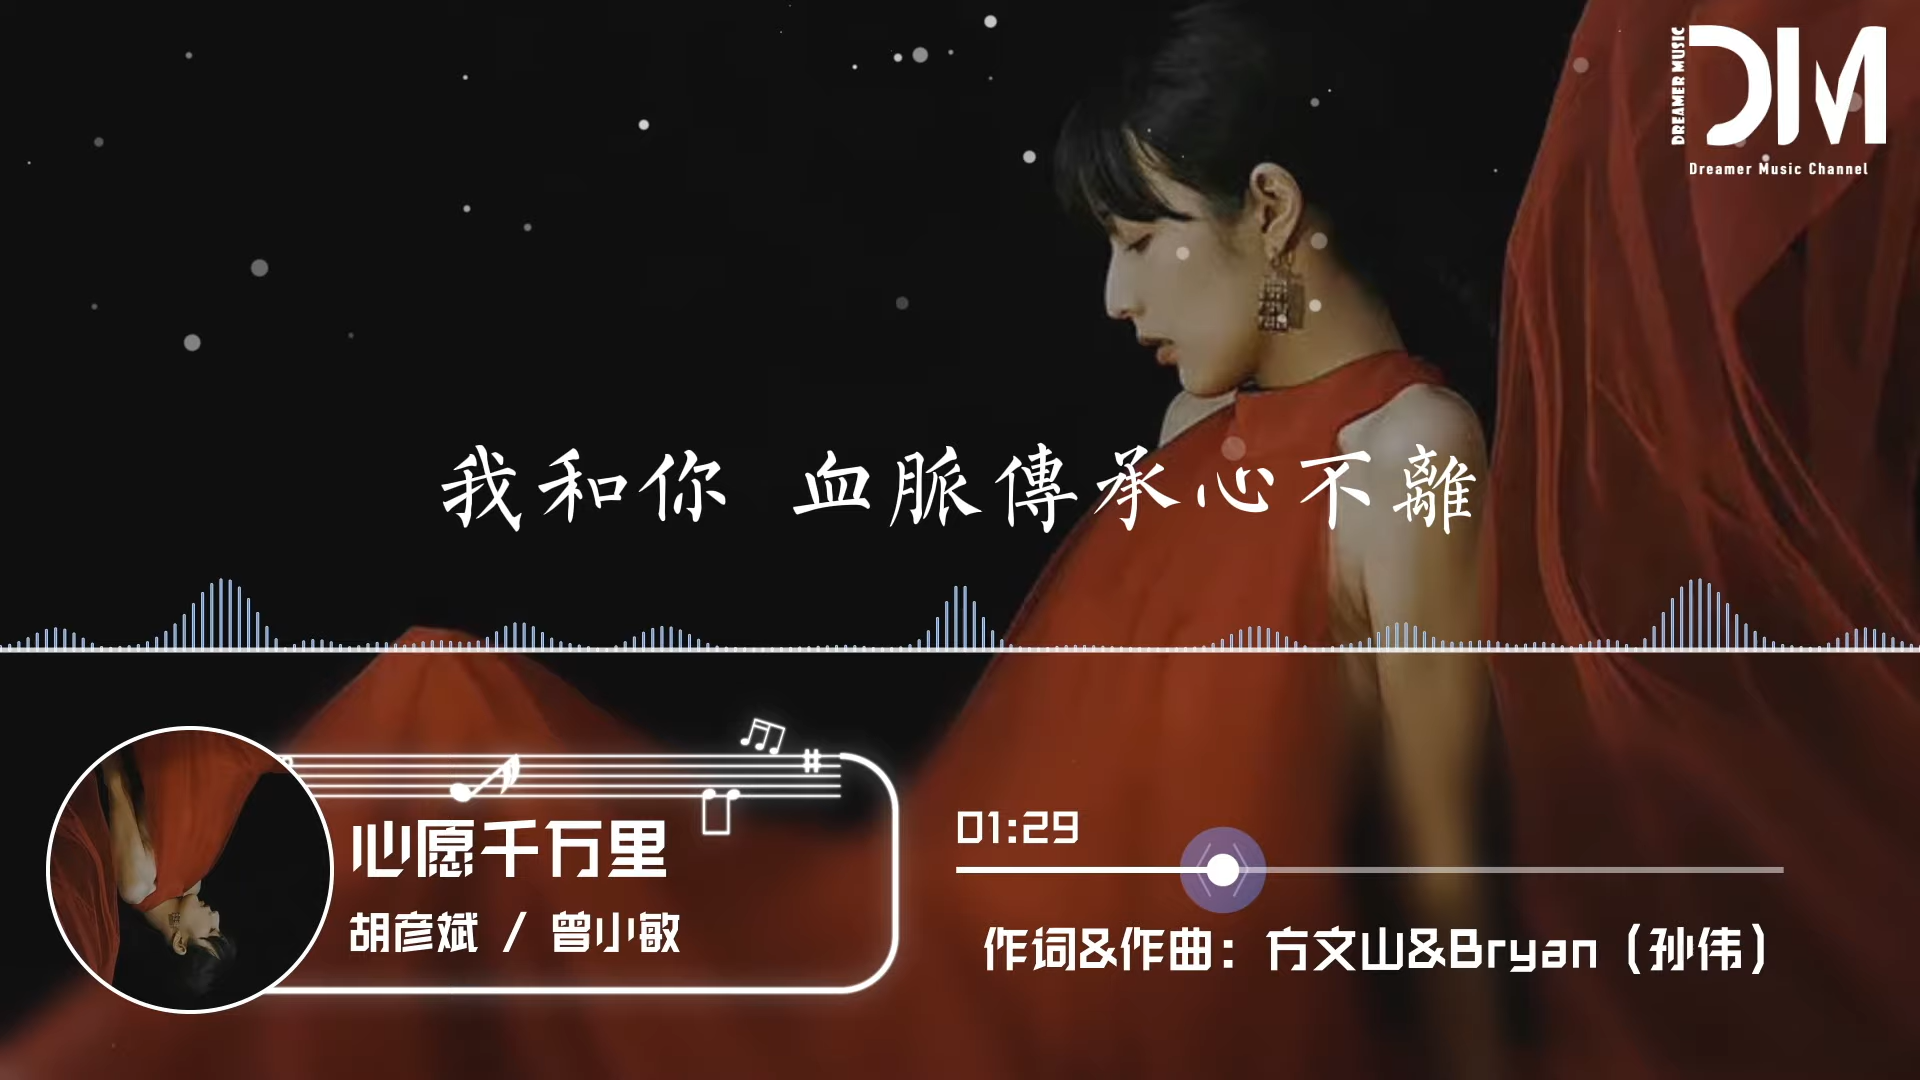 DREAMER MUSIC
DIM
Dreamer Music Channel
我和你 血脈傳承心不離
心愿千万里
胡彦斌 / 曾小敏
01:29
作词&作曲：方文山&Bryan（孙伟）